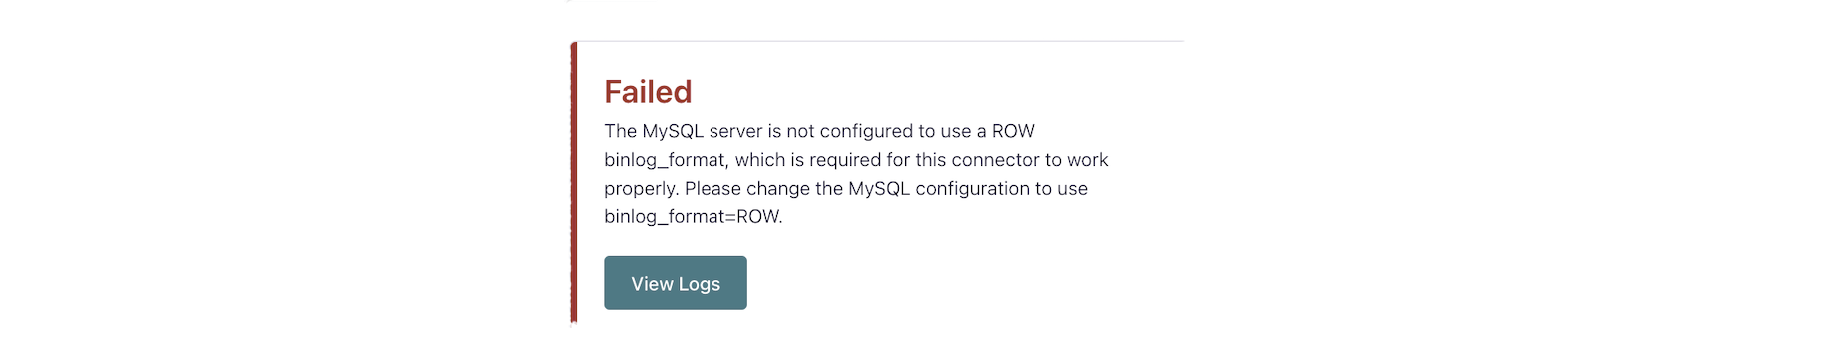 Failed
The MySQL server is not configured to use a ROW
binlog_format, which is required for this connector to work
properly. Please change the MySQL configuration to use
binlog_format=ROW.
View Logs